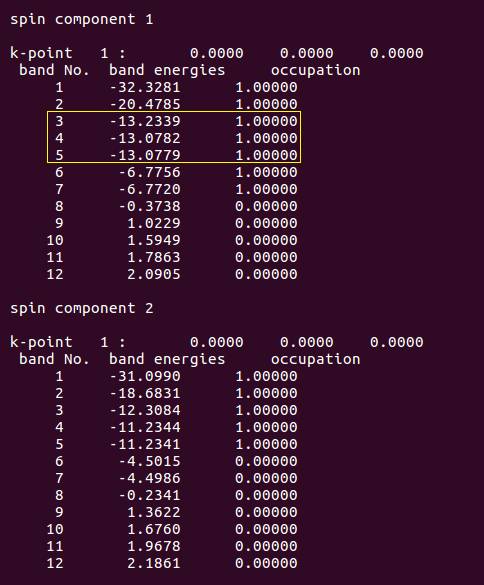 spin component 1
k-point 1 : 0.0000 0.0000 0.0000
band No. band energies occupation
1 -32.3281 1.00000
2 -20.4785 1.00000
3 -13.2339 1.00000
4 -13.0782 1.00000
5 -13.0779 1.00000
6 -6.7756 1.00000
7 -6.7720 1.00000
8 -0.3738 0.00000
9 1.0229 0.00000
10 1.5949 0.00000
11 1.7863 0.00000
12 2.0905 0.00000
spin component 2
k-point 1 : 0.0000 0.0000 0.0000
band No. band energies occupation
1 -31.0990 1.00000
2 -18.6831 1.00000
3 -12.3084 1.00000
4 -11.2344 1.00000
5 -11.2341 1.00000
6 -4.5015 0.00000
7 -4.4986 0.00000
8 -0.2341 0.00000
9 1.3622 0.00000
10 1.6760 0.00000
11 1.9678 0.00000
12 2.1861 0.00000